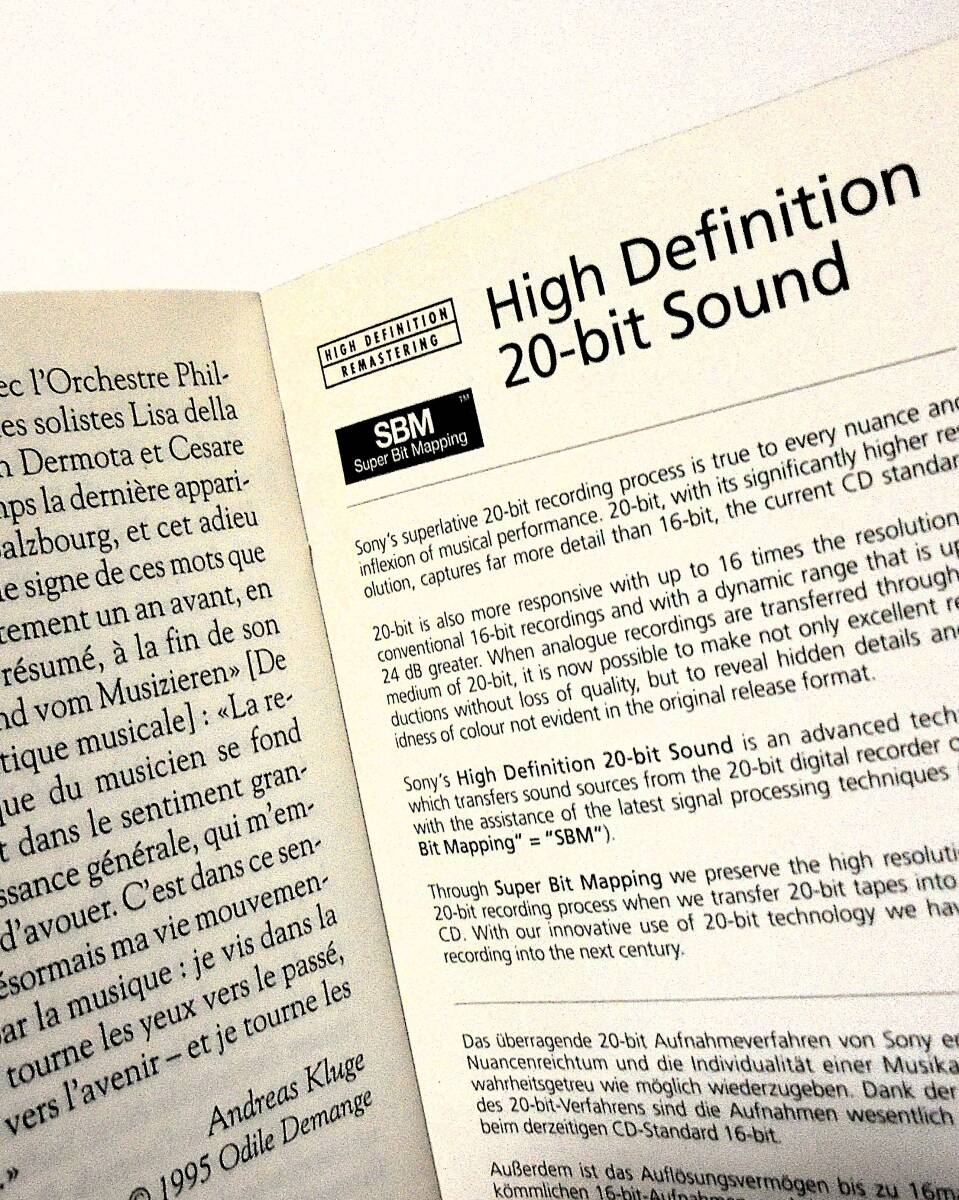 ec l'Orchestre Phil-
es solistes Lisa della
n Dermota et Cesare
mps la dernière appari-
alzbourg, et cet adieu
e signe de ces mots que
rement un an avant, en
résumé, à la fin de son
nd vom Musizieren» [De
tique musicale] : «La re-
que du musicien se fond
t dans le sentiment gran-
ssance générale, qui m'em-
d'avouer. C'est dans ce sen-
ésormais ma vie mouvemen-
par la musique : je vis dans la
tourne les yeux vers le passé,
vers l'avenir – et je tourne les
.»
Andreas Kluge
© 1995 Odile Demange
HIGH DEFINITION
REMASTERING
SBM™
Super Bit Mapping
High Definition
20-bit Sound
Sony's superlative 20-bit recording process is true to every nuance and
inflexion of musical performance. 20-bit, with its significantly higher res
olution, captures far more detail than 16-bit, the current CD standar
20-bit is also more responsive with up to 16 times the resolution
conventional 16-bit recordings and with a dynamic range that is up
24 dB greater. When analogue recordings are transferred through
medium of 20-bit, it is now possible to make not only excellent re
ductions without loss of quality, but to reveal hidden details and
idness of colour not evident in the original release format.
Sony's High Definition 20-bit Sound is an advanced tech
which transfers sound sources from the 20-bit digital recorder o
with the assistance of the latest signal processing techniques
Bit Mapping" = "SBM").
Through Super Bit Mapping we preserve the high resoluti
20-bit recording process when we transfer 20-bit tapes into
CD. With our innovative use of 20-bit technology we hav
recording into the next century.
Das überragende 20-bit Aufnahmeverfahren von Sony er
Nuancenreichtum und die Individualität einer Musika
wahrheitsgetreu wie möglich wiederzugeben. Dank der
des 20-bit-Verfahrens sind die Aufnahmen wesentlich
beim derzeitigen CD-Standard 16-bit.
Außerdem ist das Auflösungsvermögen bis zu 16m
kömmlichen 16-bit-Aufnahmen